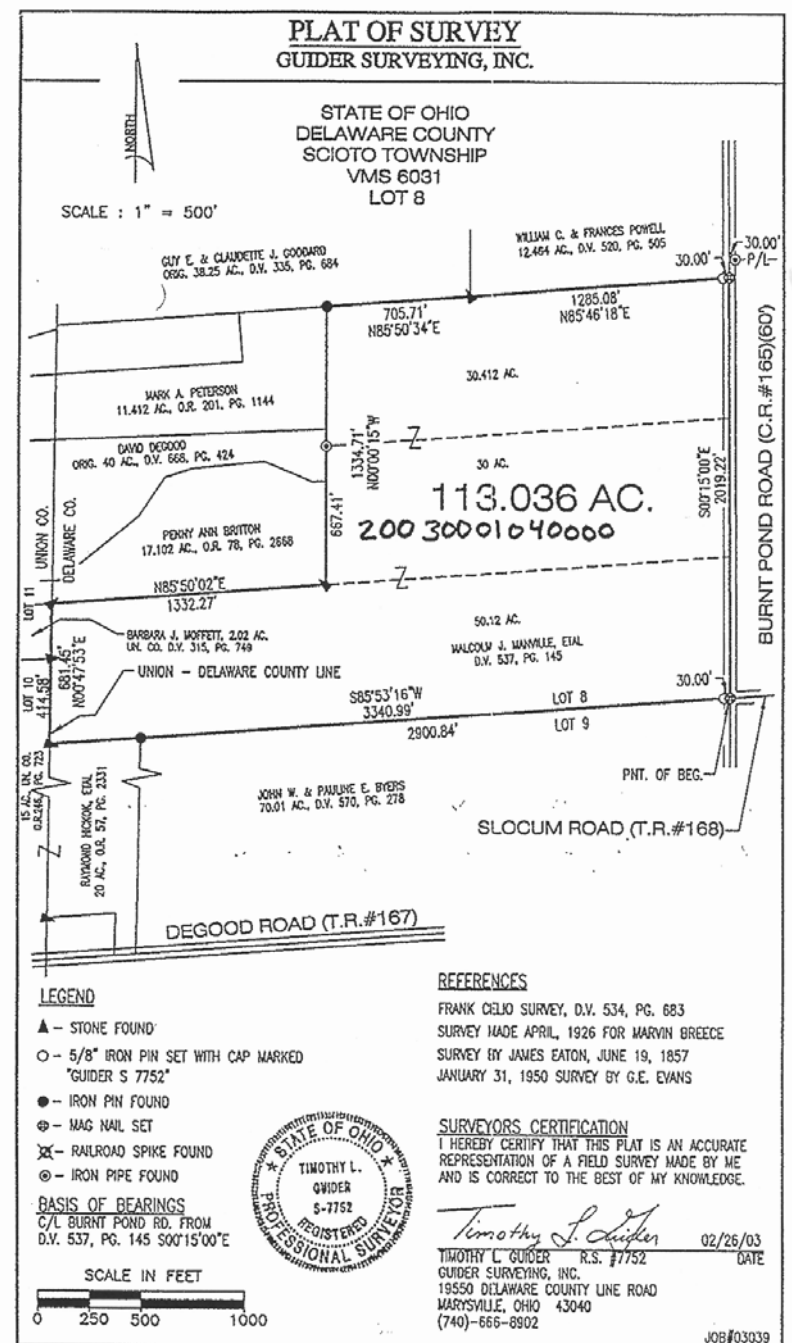 PLAT OF SURVEY
GUIDER SURVEYING, INC.
NORTH
STATE OF OHIO
DELAWARE COUNTY
SCIOTO TOWNSHIP
VMS 6031
LOT 8
SCALE : 1" = 500'
GUY E. & CLAUDETTE J. GODDARD
ORIG. 38.25 AC., D.V. 335, PG. 684
WILLIAM C. & FRANCES POWELL
12.464 AC., D.V. 520, PG. 505
30.00'
30.00'
P/L
705.71'
N85°50'34"E
1285.08'
N85°46'18"E
30.412 AC.
MARK A. PETERSON
11.412 AC., O.R. 201, PG. 1144
DAVID DEGOOD
ORIG. 40 AC., D.V. 668, PG. 424
1334.71'
N00°00'15"W
667.41'
Z
30 AC.
113.036 AC.
20030001040000
S00°15'00"E
2019.22'
BURNT POND ROAD (C.R.#165)(60')
UNION CO.
DELAWARE CO.
PENNY ANN BRITTON
17.102 AC., O.R. 78, PG. 2668
N85°50'02"E
1332.27'
Z
LOT 11
BARBARA J. MOFFETT, 2.02 AC.
UN. CO. D.V. 315, PG. 749
50.12 AC.
MALCOLM J. MANVILLE, ETAL
D.V. 537, PG. 145
LOT 10
414.58'
681.45'
N00°47'53"E
UNION - DELAWARE COUNTY LINE
S85°53'16"W
3340.99'
LOT 8
30.00'
2900.84'
LOT 9
PNT. OF BEG.
15 AC., UN. CO.
PG. 723
Z
RAYMOND HICKOK, ETAL
20 AC., O.R. 57, PG. 2331
JOHN W. & PAULINE E. BYERS
70.01 AC., D.V. 570, PG. 278
SLOCUM ROAD (T.R.#168)
DEGOOD ROAD (T.R.#167)
LEGEND
- STONE FOUND
- 5/8" IRON PIN SET WITH CAP MARKED
"GUIDER S 7752"
- IRON PIN FOUND
- MAG NAIL SET
- RAILROAD SPIKE FOUND
- IRON PIPE FOUND
BASIS OF BEARINGS
C/L BURNT POND RD. FROM
D.V. 537, PG. 145 S00°15'00"E
SCALE IN FEET
0 250 500 1000
STATE OF OHIO
TIMOTHY L.
GUIDER
S-7752
REGISTERED
PROFESSIONAL SURVEYOR
REFERENCES
FRANK CELIO SURVEY, D.V. 534, PG. 683
SURVEY MADE APRIL, 1926 FOR MARVIN BREECE
SURVEY BY JAMES EATON, JUNE 19, 1857
JANUARY 31, 1950 SURVEY BY G.E. EVANS
SURVEYORS CERTIFICATION
I HEREBY CERTIFY THAT THIS PLAT IS AN ACCURATE
REPRESENTATION OF A FIELD SURVEY MADE BY ME
AND IS CORRECT TO THE BEST OF MY KNOWLEDGE.
Timothy L. Guider 02/26/03
TIMOTHY L. GUIDER R.S. #7752 DATE
GUIDER SURVEYING, INC.
19550 DELAWARE COUNTY LINE ROAD
MARYSVILLE, OHIO 43040
(740)-666-8902
JOB#03039